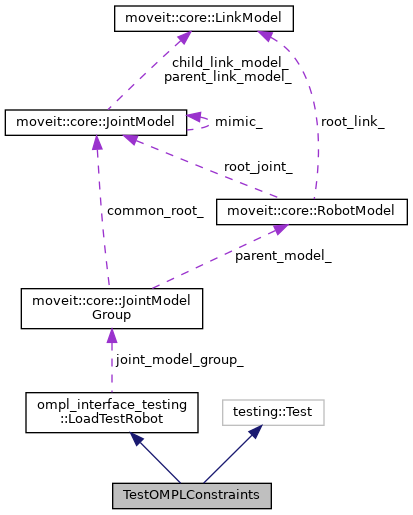 moveit::core::LinkModel
child_link_model_
parent_link_model_
moveit::core::JointModel
mimic_
root_link_
root_joint_
common_root_
moveit::core::RobotModel
parent_model_
moveit::core::JointModel
Group
joint_model_group_
ompl_interface_testing
::LoadTestRobot
testing::Test
TestOMPLConstraints